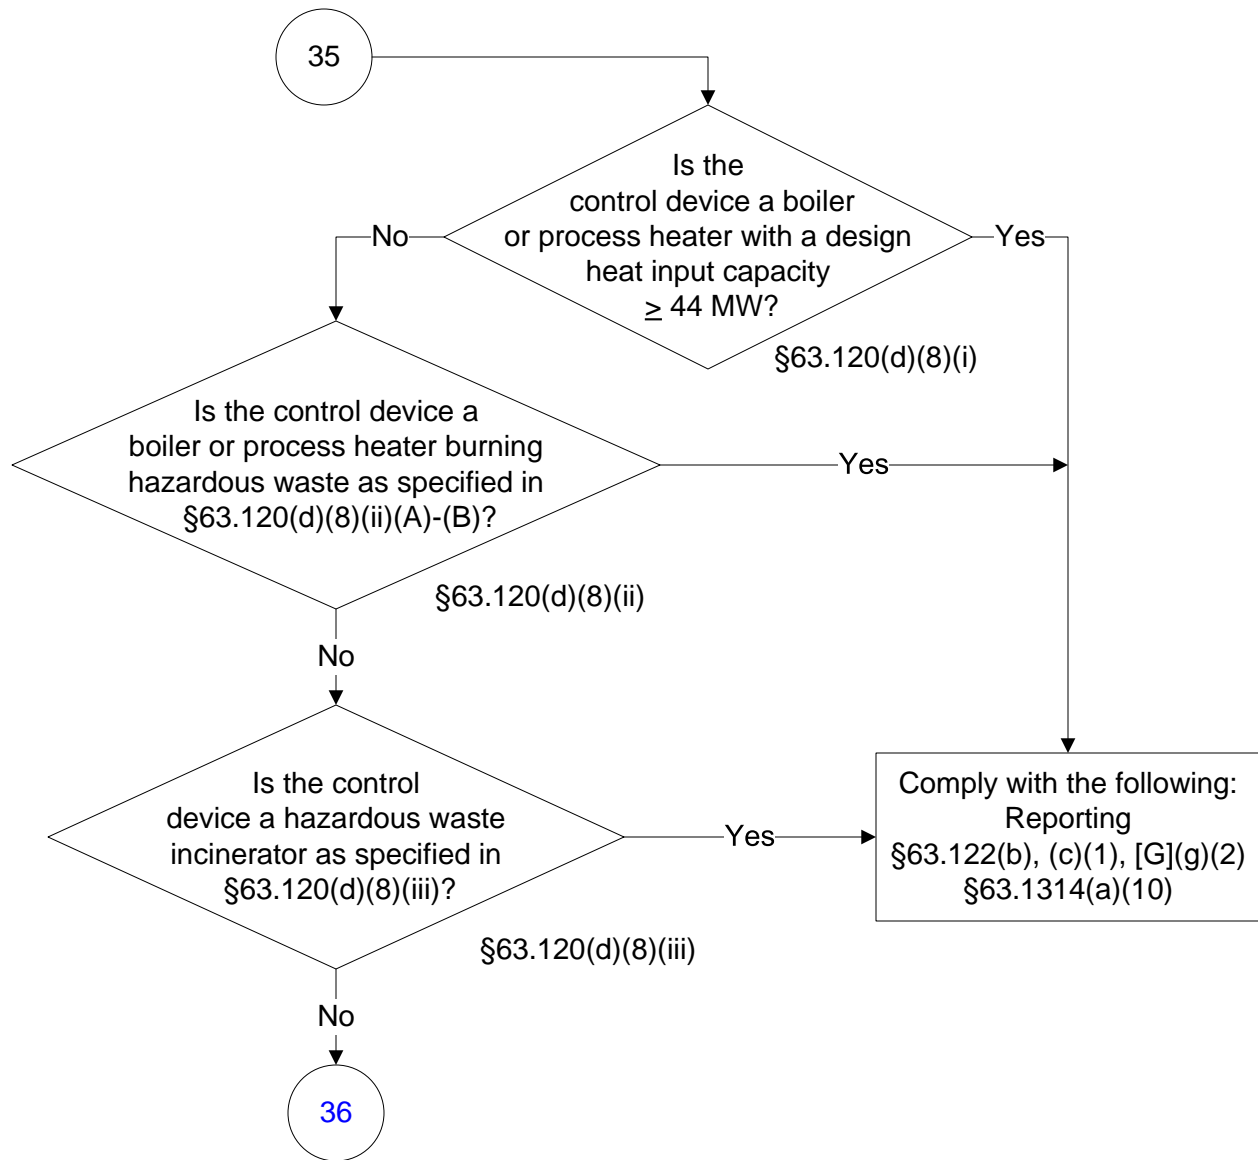 35
Is the
control device a boiler
or process heater with a design
heat input capacity
≥ 44 MW?
No
Yes
§63.120(d)(8)(i)
Is the control device a
boiler or process heater burning
hazardous waste as specified in
§63.120(d)(8)(ii)(A)-(B)?
Yes
§63.120(d)(8)(ii)
No
Is the control
device a hazardous waste
incinerator as specified in
§63.120(d)(8)(iii)?
Yes
Comply with the following:
Reporting
§63.122(b), (c)(1), [G](g)(2)
§63.1314(a)(10)
§63.120(d)(8)(iii)
No
36